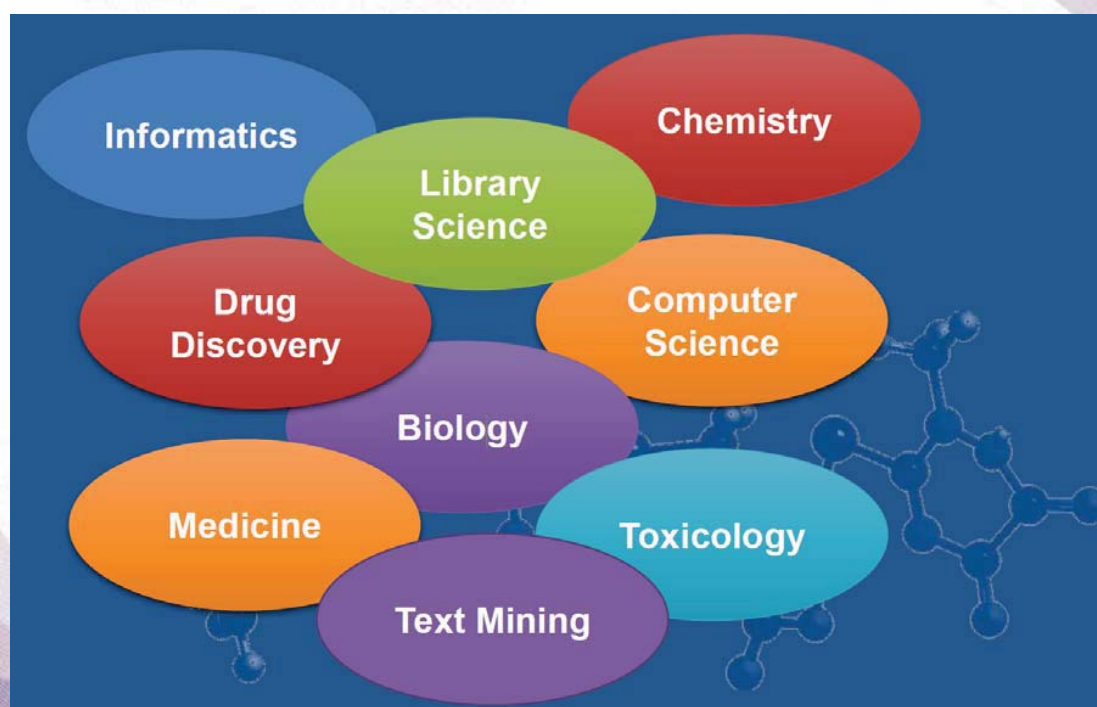 Informatics
Chemistry
Library
Science
Drug
Discovery
Computer
Science
Biology
Medicine
Toxicology
Text Mining